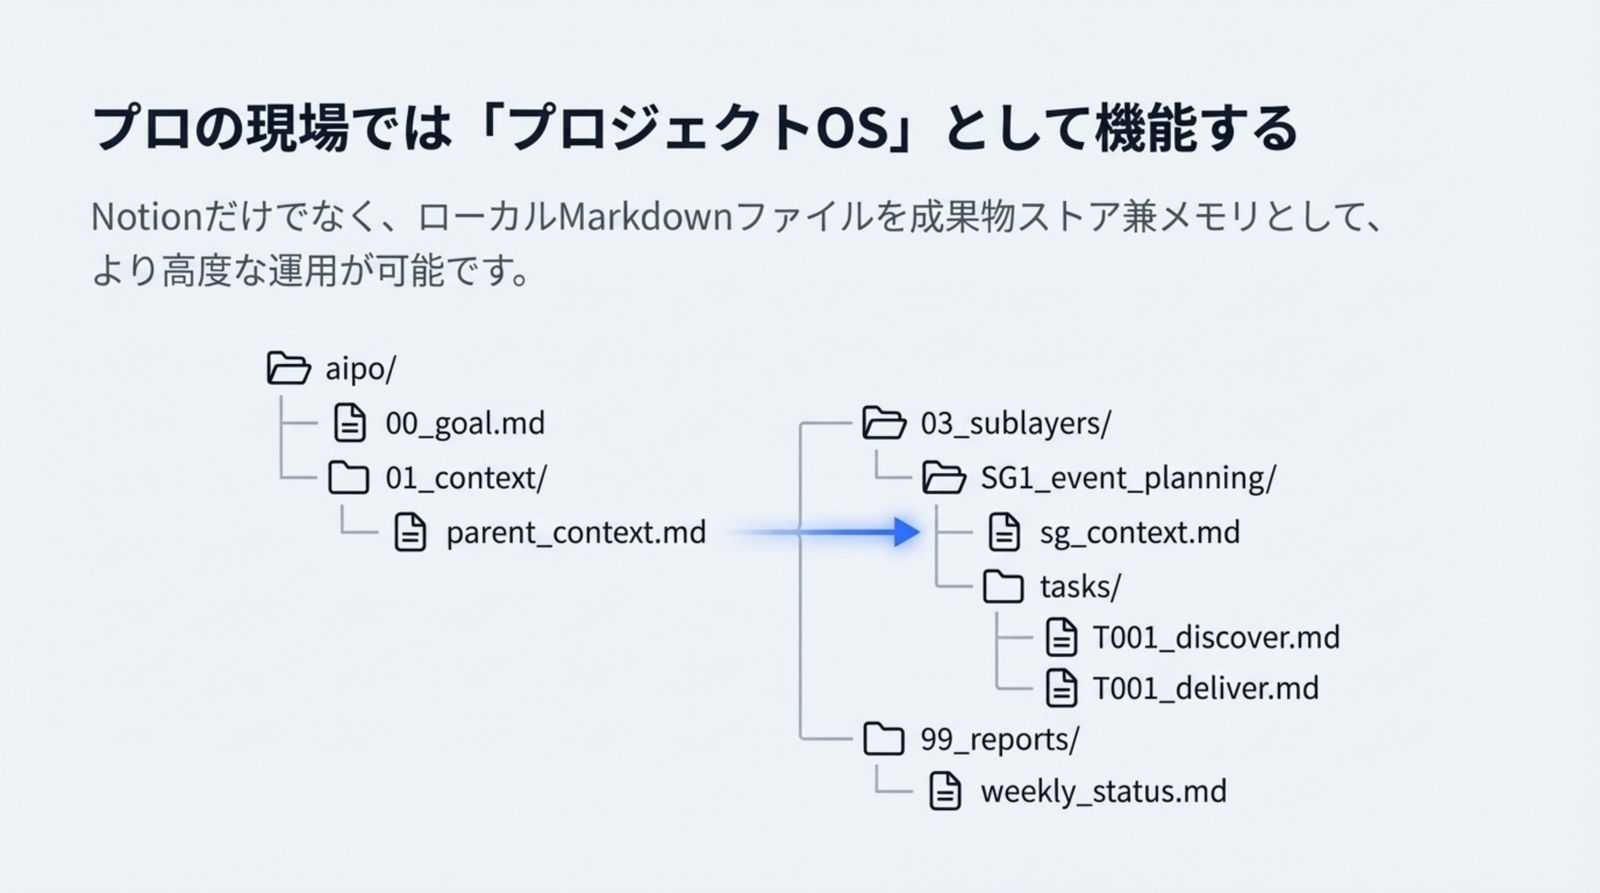 プロの現場では「プロジェクトOS」として機能する
Notionだけでなく、ローカルMarkdownファイルを成果物ストア兼メモリとして、
より高度な運用が可能です。
aipo/
00_goal.md
01_context/
parent_context.md
03_sublayers/
SG1_event_planning/
sg_context.md
tasks/
T001_discover.md
T001_deliver.md
99_reports/
weekly_status.md